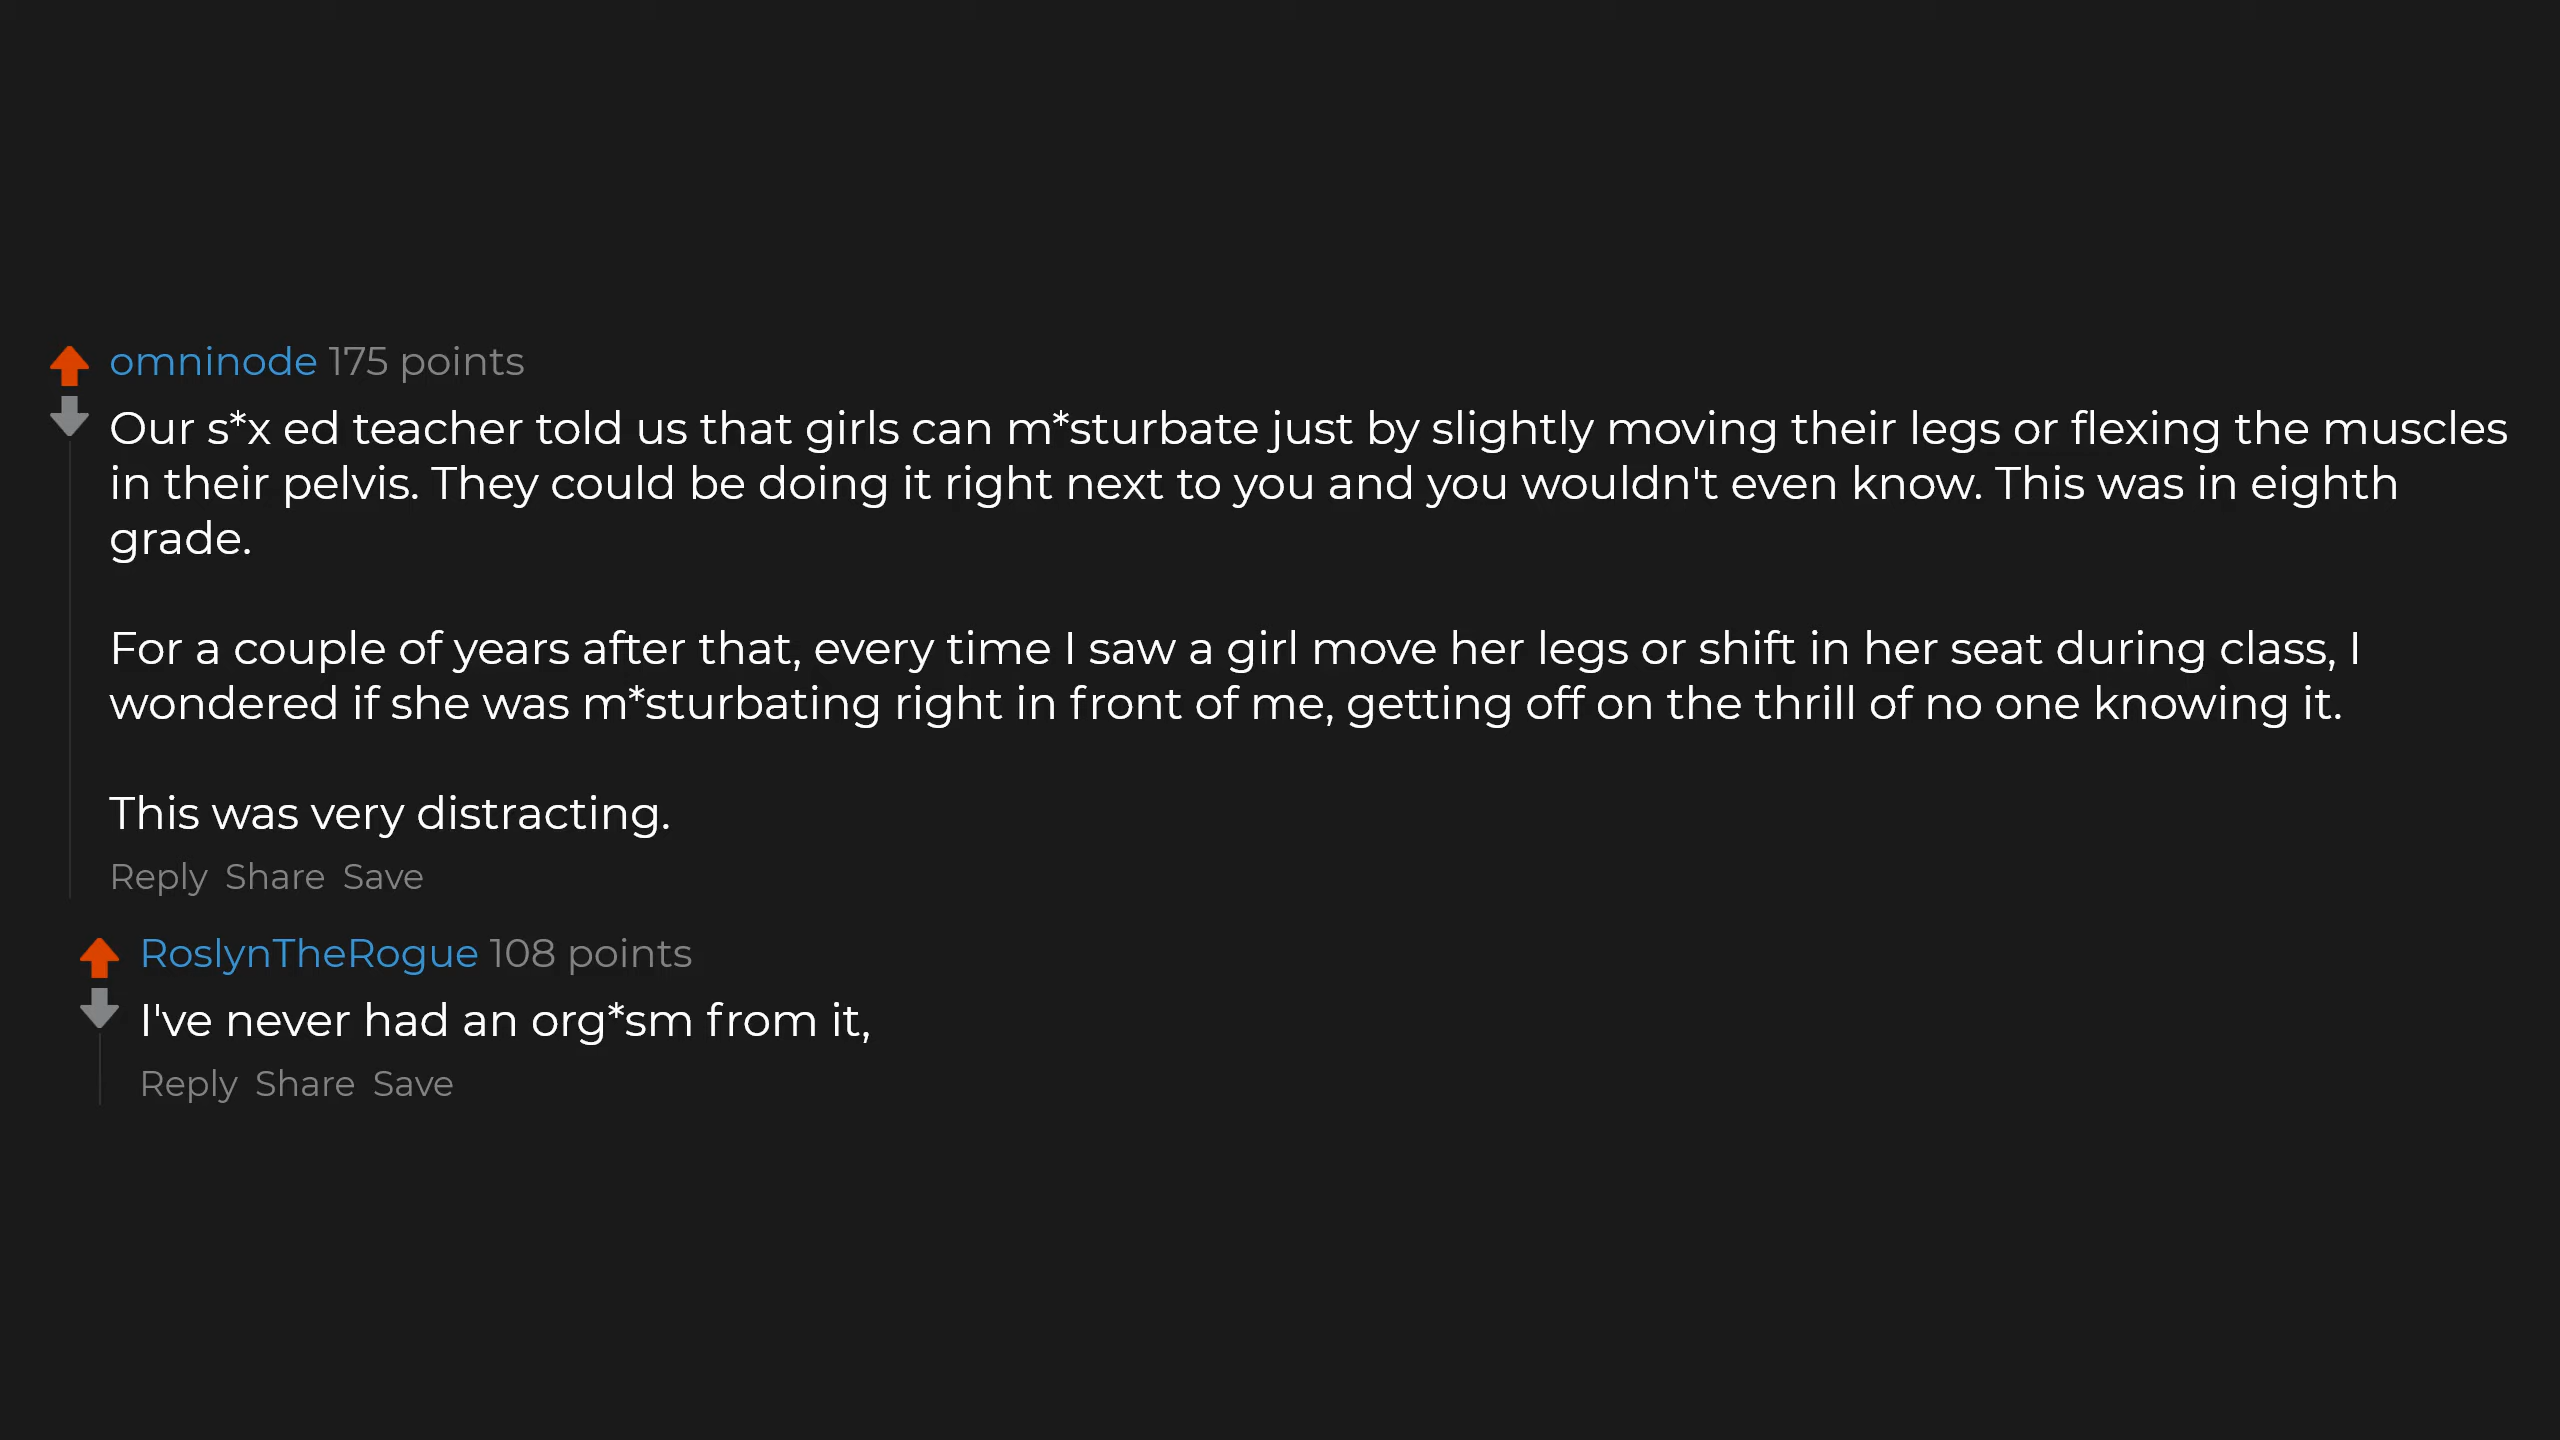 omninode 175 points
Our s*x ed teacher told us that girls can m*sturbate just by slightly moving their legs or flexing the muscles
in their pelvis. They could be doing it right next to you and you wouldn't even know. This was in eighth
grade.
For a couple of years after that, every time I saw a girl move her legs or shift in her seat during class, I
wondered if she was m*sturbating right in front of me, getting off on the thrill of no one knowing it.
This was very distracting.
Reply Share Save
RoslynTheRogue 108 points
I've never had an org*sm from it,
Reply Share Save